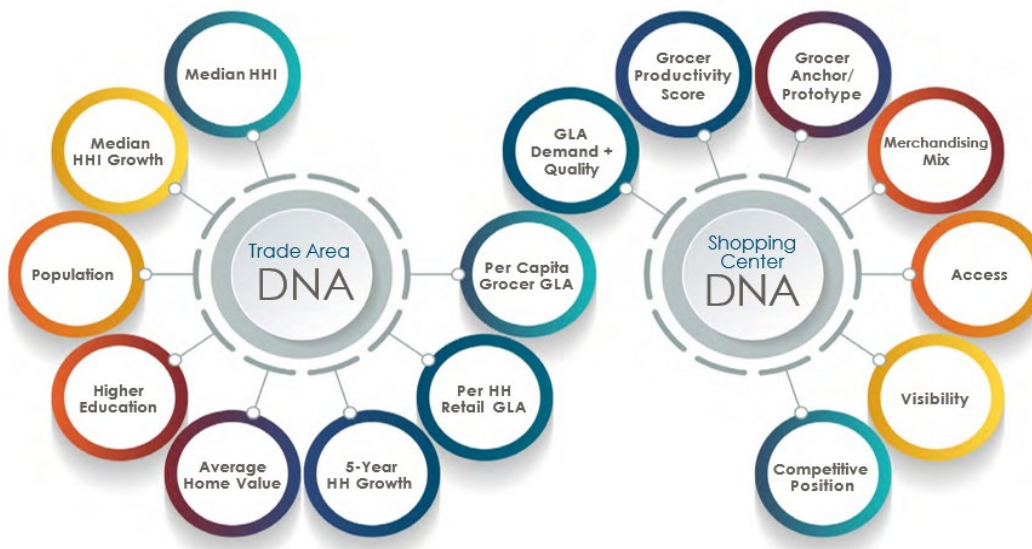 Median HHI
Median
HHI Growth
Population
Higher
Education
Average
Home Value
5-Year
HH Growth
Per HH
Retail GLA
Per Capita
Grocer GLA
Trade Area
DNA
GLA
Demand +
Quality
Grocer
Productivity
Score
Grocer
Anchor/
Prototype
Merchandising
Mix
Access
Visibility
Competitive
Position
Shopping
Center
DNA